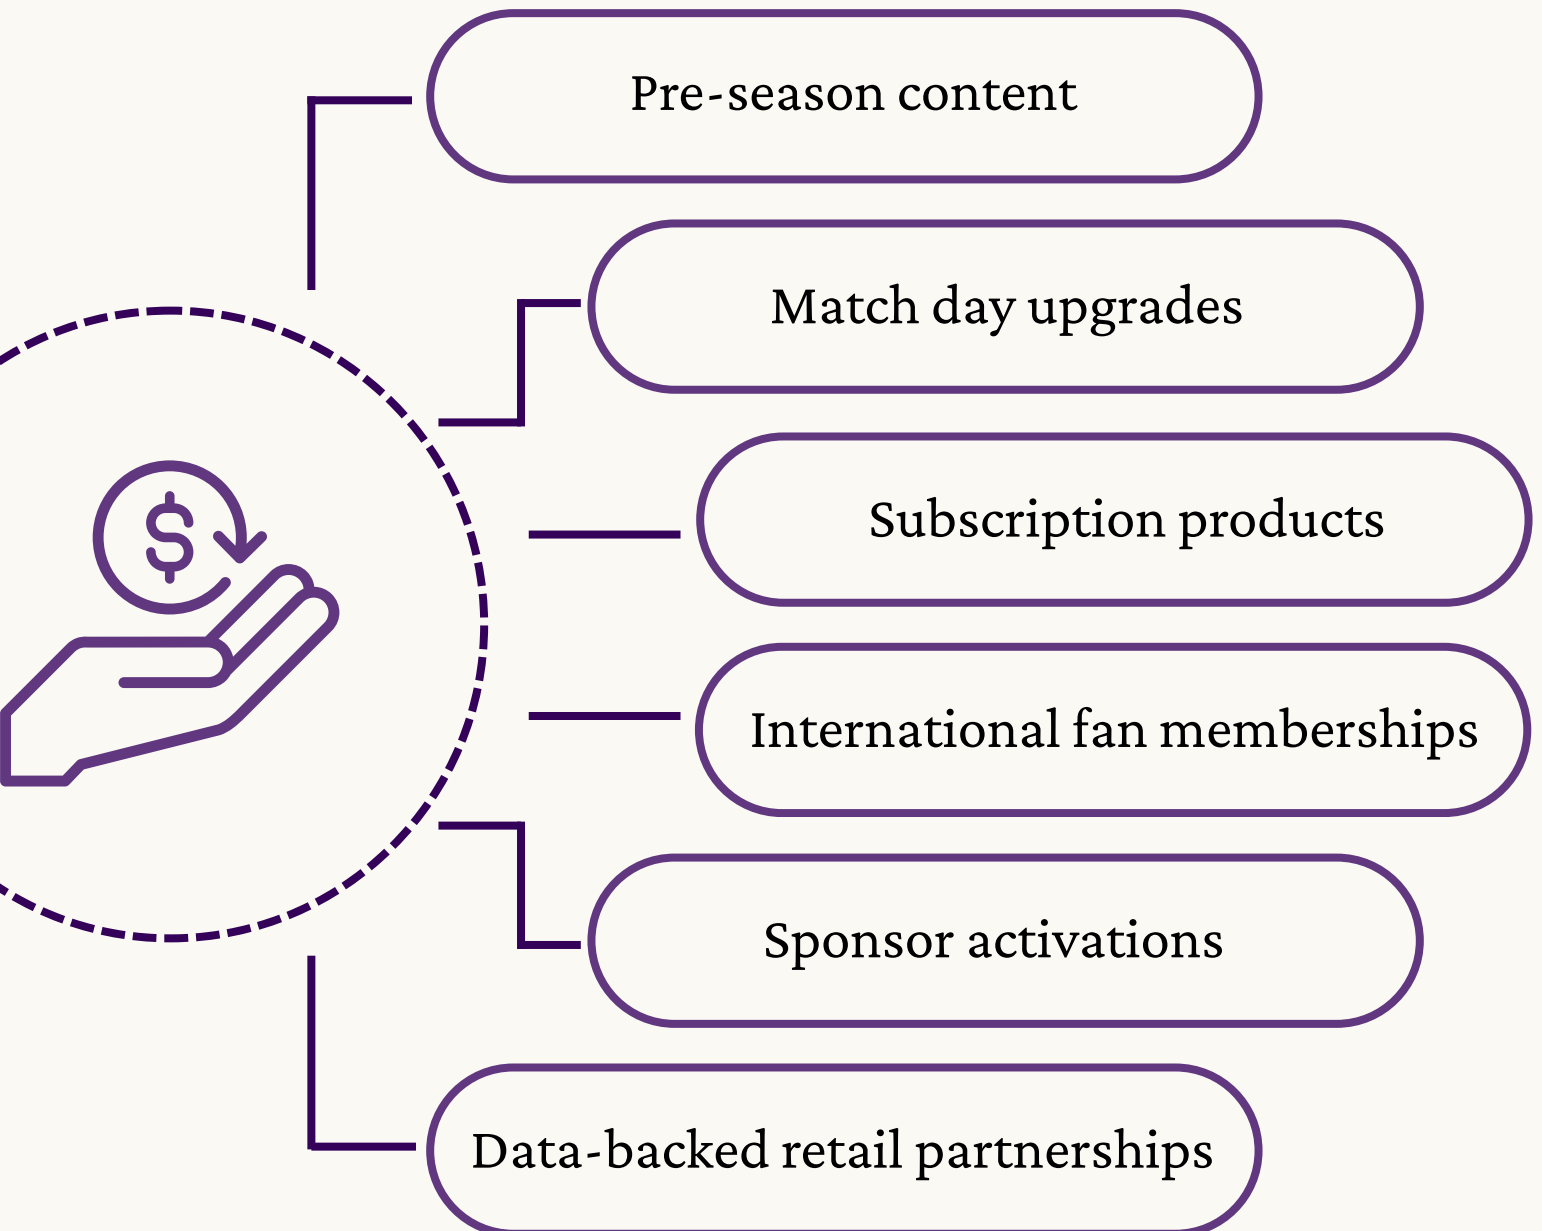 Pre-season content
Match day upgrades
$
Subscription products
International fan memberships
Sponsor activations
Data-backed retail partnerships